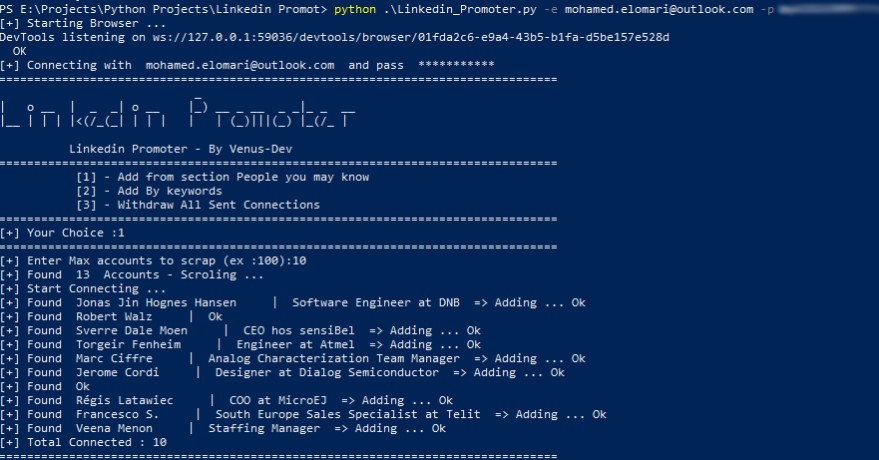 PS E:\Projects\Python Projects\Linkedin Promot> python .\Linkedin_Promoter.py -e mohamed.elomari@outlook.com -p
[+] Starting Browser ...
DevTools listening on ws://127.0.0.1:59036/devtools/browser/01fda2c6-e9a4-43b5-b1fa-d5be157e528d
OK
[+] Connecting with mohamed.elomari@outlook.com and pass ***********
================================================================================
Linkedin Promoter
Linkedin Promoter - By Venus-Dev
================================================================================
[1] - Add from section People you may know
[2] - Add By keywords
[3] - Withdraw All Sent Connections
================================================================================
[+] Your Choice :1
================================================================================
[+] Enter Max accounts to scrap (ex :100):10
[+] Found 13 Accounts - Scroling ...
[+] Start Connecting ...
[+] Found Jonas Jin Hognes Hansen | Software Engineer at DNB => Adding ... Ok
[+] Found Robert Walz | Ok
[+] Found Sverre Dale Moen | CEO hos sensiBel => Adding ... Ok
[+] Found Torgeir Fenheim | Engineer at Atmel => Adding ... Ok
[+] Found Marc Ciffre | Analog Characterization Team Manager => Adding ... Ok
[+] Found Jerome Cordi | Designer at Dialog Semiconductor => Adding ... Ok
[+] Found Ok
[+] Found Régis Latawiec | COO at MicroEJ => Adding ... Ok
[+] Found Francesco S. | South Europe Sales Specialist at Telit => Adding ... Ok
[+] Found Veena Menon | Staffing Manager => Adding ... Ok
[+] Total Connected : 10
================================================================================